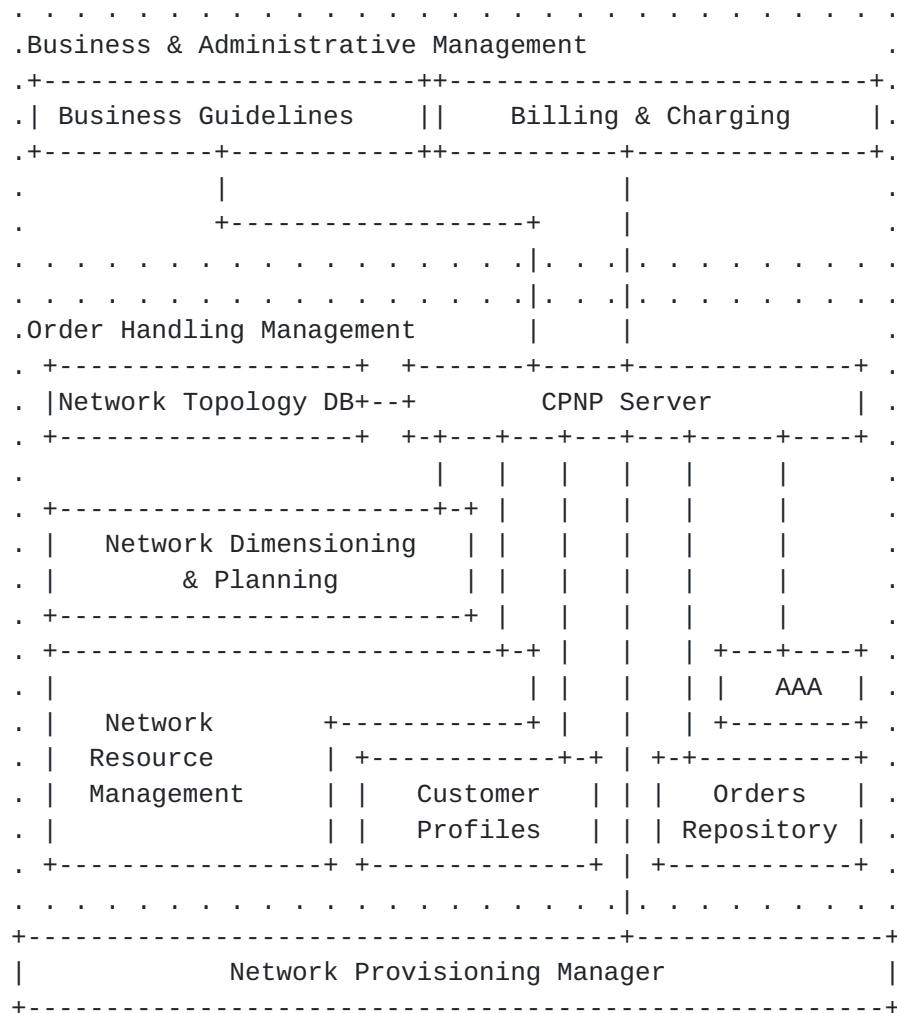 Business & Administrative Management
Business Guidelines Billing & Charging
Order Handling Management
Network Topology DB CPNP Server
Network Dimensioning
& Planning
AAA
Network
Resource
Management Customer Orders
Profiles Repository
Network Provisioning Manager